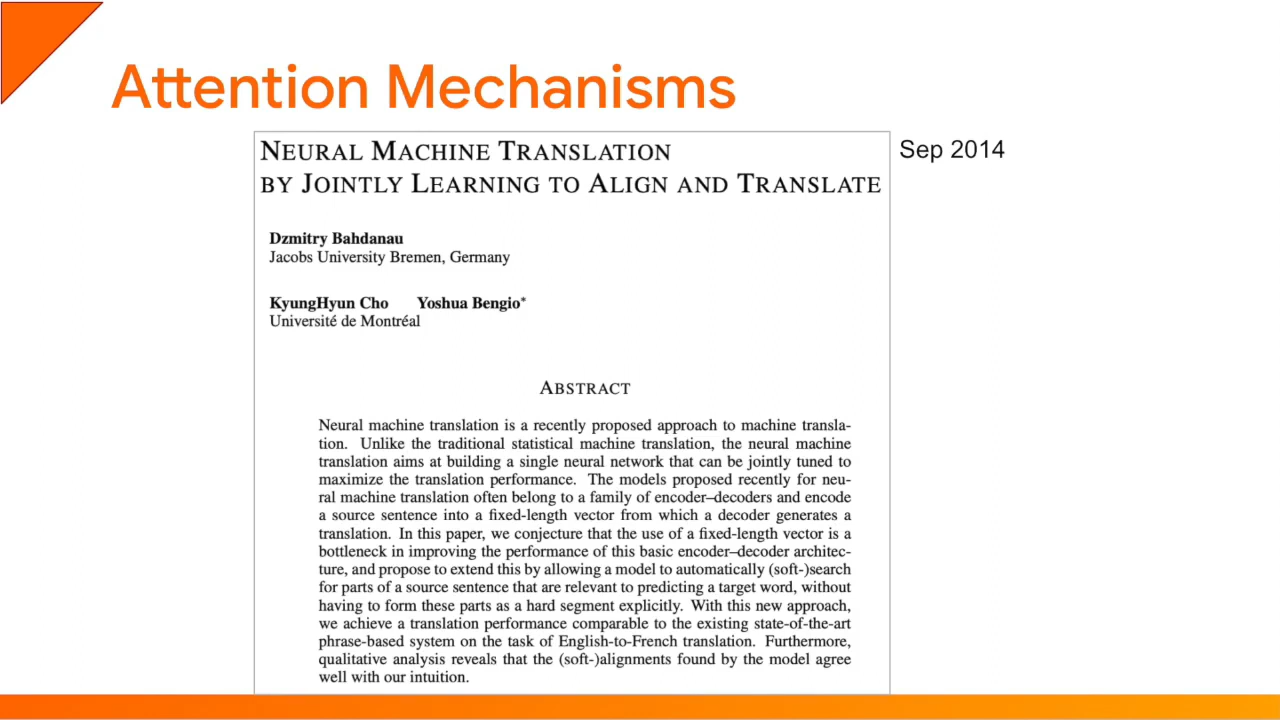 Attention Mechanisms
Sep 2014
NEURAL MACHINE TRANSLATION
BY JOINTLY LEARNING TO ALIGN AND TRANSLATE
Dzmitry Bahdanau
Jacobs University Bremen, Germany
KyungHyun Cho Yoshua Bengio*
Université de Montréal
ABSTRACT
Neural machine translation is a recently proposed approach to machine transla-
tion. Unlike the traditional statistical machine translation, the neural machine
translation aims at building a single neural network that can be jointly tuned to
maximize the translation performance. The models proposed recently for neu-
ral machine translation often belong to a family of encoder–decoders and encode
a source sentence into a fixed-length vector from which a decoder generates a
translation. In this paper, we conjecture that the use of a fixed-length vector is a
bottleneck in improving the performance of this basic encoder–decoder architec-
ture, and propose to extend this by allowing a model to automatically (soft-)search
for parts of a source sentence that are relevant to predicting a target word, without
having to form these parts as a hard segment explicitly. With this new approach,
we achieve a translation performance comparable to the existing state-of-the-art
phrase-based system on the task of English-to-French translation. Furthermore,
qualitative analysis reveals that the (soft-)alignments found by the model agree
well with our intuition.